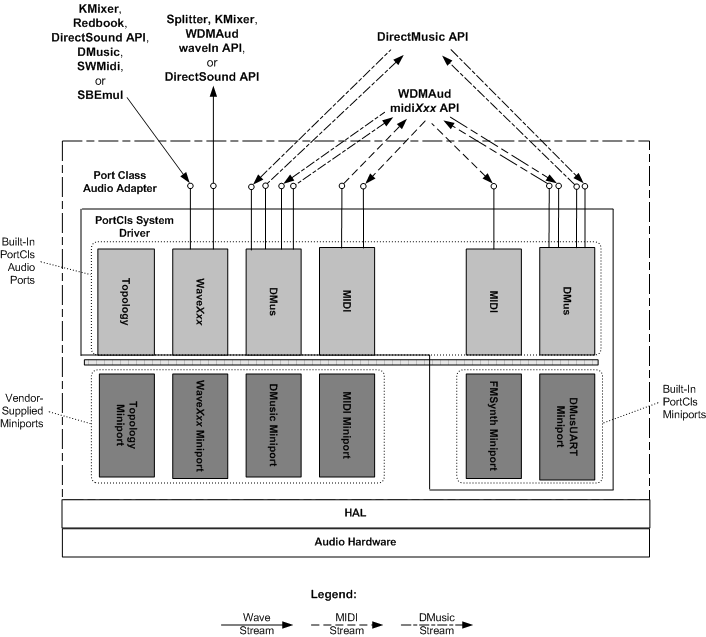 KMixer,
Redbook,
DirectSound API,
DMusic,
SWMidi,
or
SBEmul
Splitter, KMixer,
WDMAud
waveIn API,
or
DirectSound API
DirectMusic API
WDMAud
midiXxx API
Port Class
Audio Adapter
PortCls System
Driver
Built-In
PortCls
Audio
Ports
Topology
WaveXxx
DMus
MIDI
MIDI
DMus
Vendor-
Supplied
Miniports
Topology
Miniport
WaveXxx Miniport
DMusic Miniport
MIDI Miniport
FMSynth Miniport
DMusUART
Miniport
Built-In
PortCls
Miniports
HAL
Audio Hardware
Legend:
Wave
Stream
MIDI
Stream
DMusic
Stream